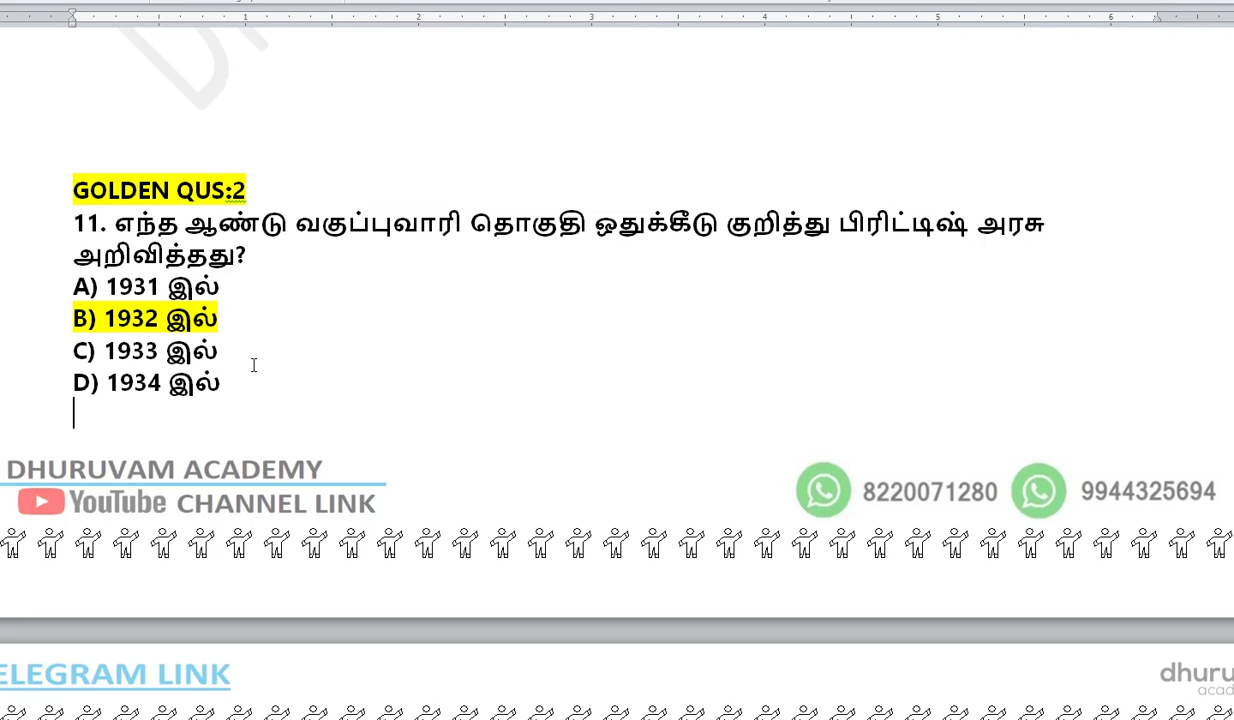 GOLDEN QUS:2
11. எந்த ஆண்டு வகுப்புவாரி தொகுதி ஒதுக்கீடு குறித்து பிரிட்டிஷ் அரசு
அறிவித்தது?
A) 1931 இல்
B) 1932 இல்
C) 1933 இல்
D) 1934 இல்
DHURUVAM ACADEMY
YouTube CHANNEL LINK
8220071280 9944325694
ELEGRAM LINK
dhuru
acad